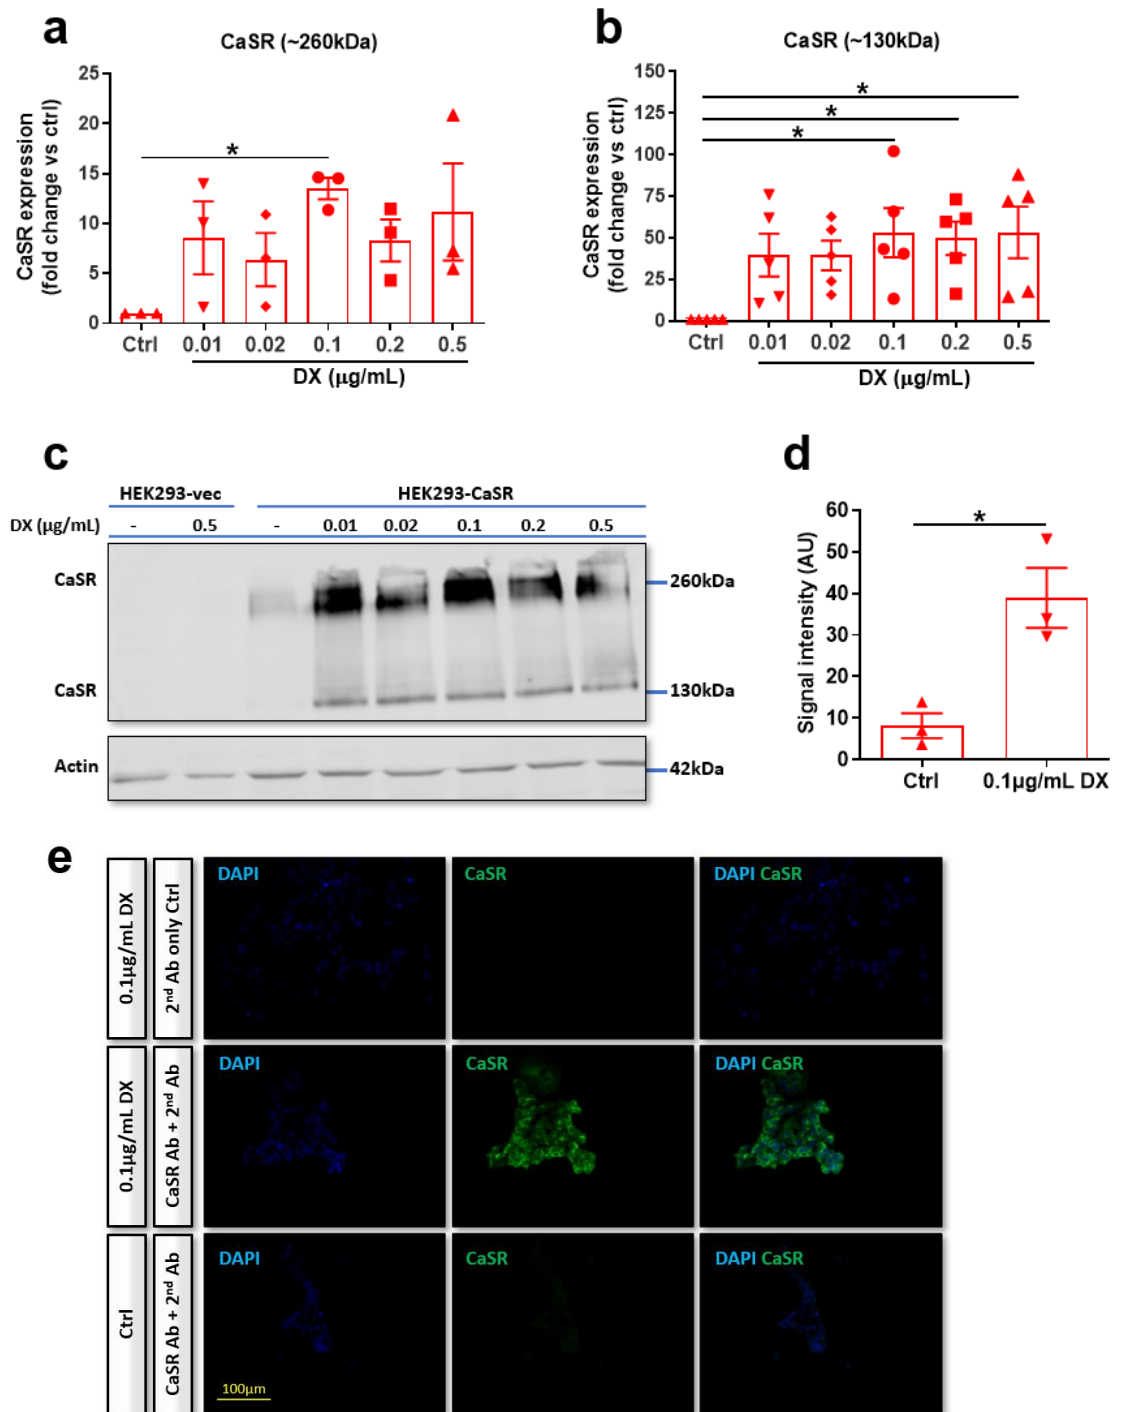 a
CaSR (~260kDa)
CaSR expression
(fold change vs ctrl)
25
20
15
10
5
0
*
Ctrl 0.01 0.02 0.1 0.2 0.5
DX (μg/mL)
b
CaSR (~130kDa)
CaSR expression
(fold change vs ctrl)
150
125
100
75
50
25
0
*
*
*
Ctrl 0.01 0.02 0.1 0.2 0.5
DX (μg/mL)
c
HEK293-vec HEK293-CaSR
DX (μg/mL) - 0.5 - 0.01 0.02 0.1 0.2 0.5
CaSR 260kDa
CaSR 130kDa
Actin 42kDa
d
Signal intensity (AU)
60
50
40
30
20
10
0
*
Ctrl 0.1μg/mL DX
e
0.1μg/mL DX
2nd Ab only Ctrl
DAPI CaSR DAPI CaSR
0.1μg/mL DX
CaSR Ab + 2nd Ab
DAPI CaSR DAPI CaSR
Ctrl
CaSR Ab + 2nd Ab
DAPI CaSR DAPI CaSR
100μm